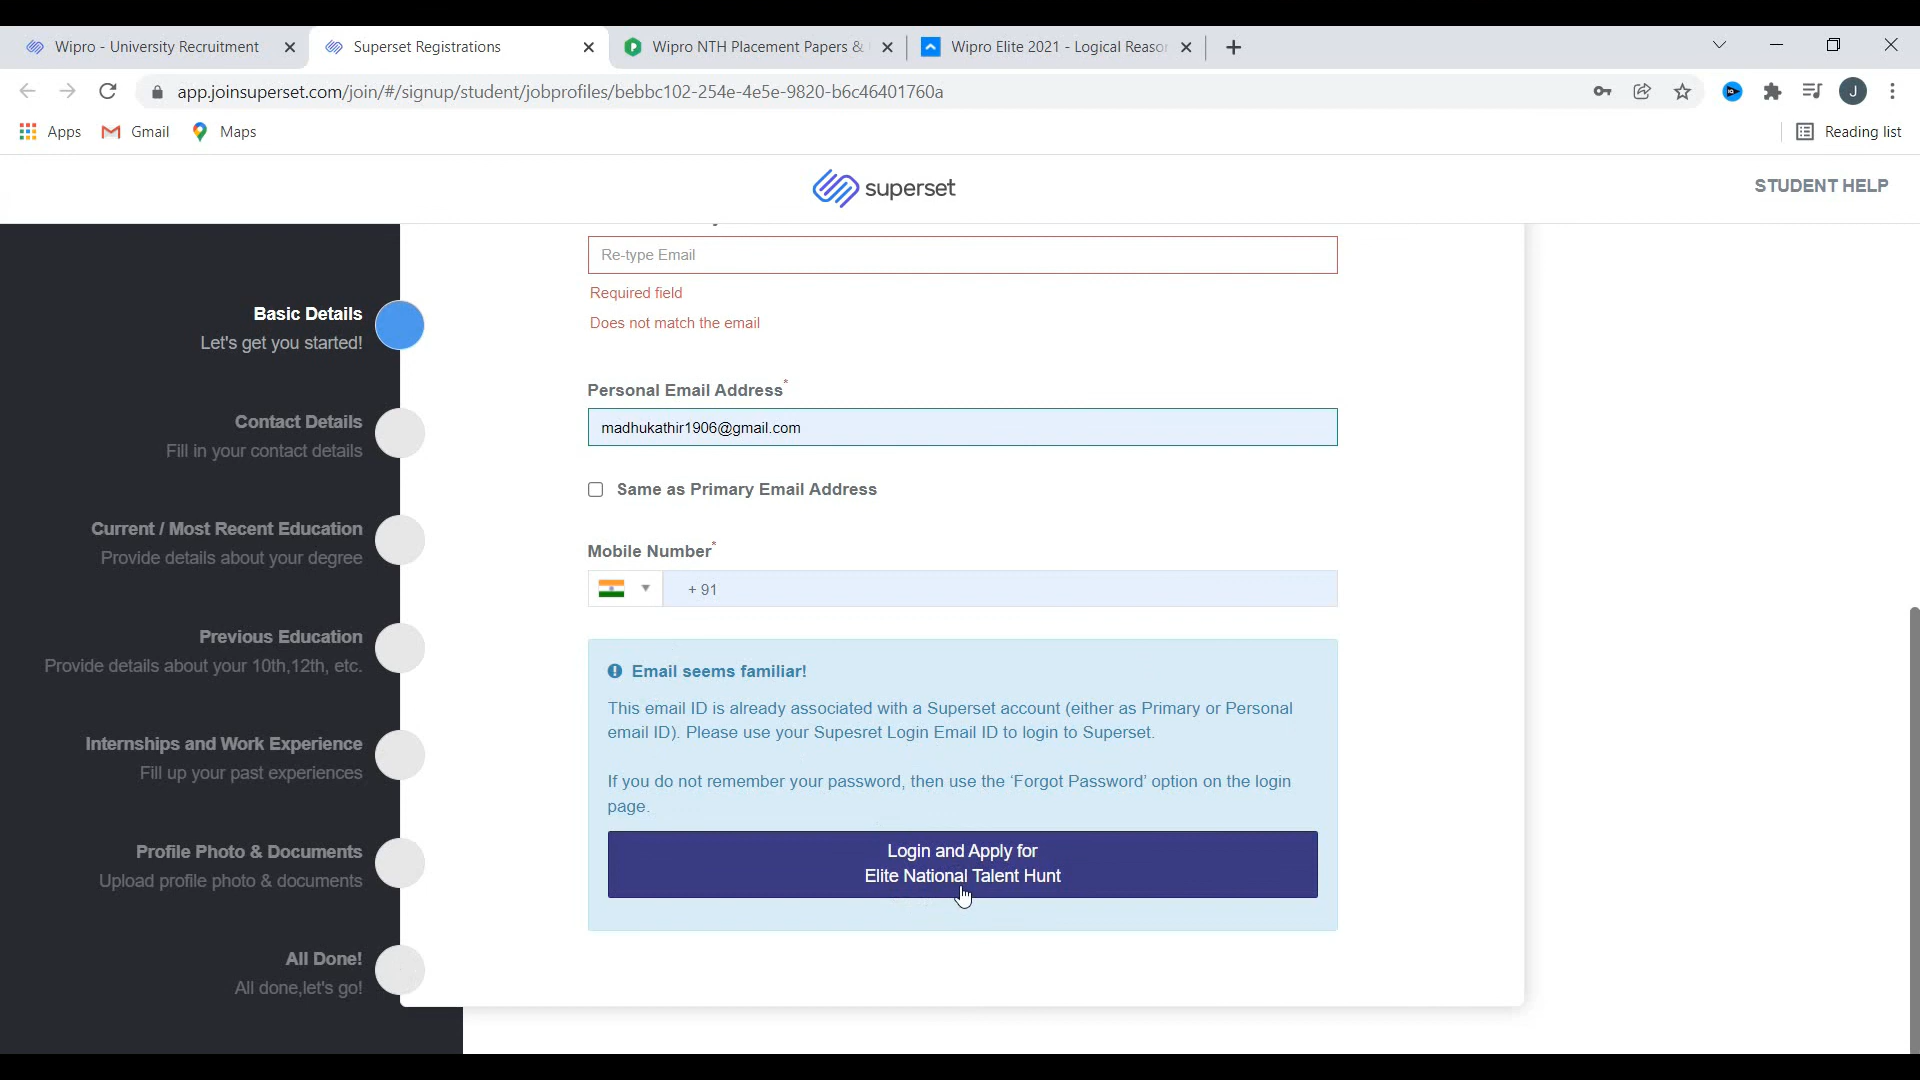 Wipro - University Recruitment
Superset Registrations
Wipro NTH Placement Papers &
Wipro Elite 2021 - Logical Reasor
app.joinsuperset.com/join/#/signup/student/jobprofiles/bebbc102-254e-4e5e-9820-b6c46401760a
J
Apps
Gmail
Maps
Reading list
superset
STUDENT HELP
Re-type Email
Required field
Does not match the email
Basic Details
Let's get you started!
Personal Email Address*
madhukathir1906@gmail.com
Contact Details
Fill in your contact details
Same as Primary Email Address
Current / Most Recent Education
Provide details about your degree
Mobile Number*
+ 91
Previous Education
Provide details about your 10th,12th, etc.
Email seems familiar!
This email ID is already associated with a Superset account (either as Primary or Personal
email ID). Please use your Supesret Login Email ID to login to Superset.
Internships and Work Experience
Fill up your past experiences
If you do not remember your password, then use the ‘Forgot Password’ option on the login
page.
Login and Apply for
Elite National Talent Hunt
Profile Photo & Documents
Upload profile photo & documents
All Done!
All done,let's go!